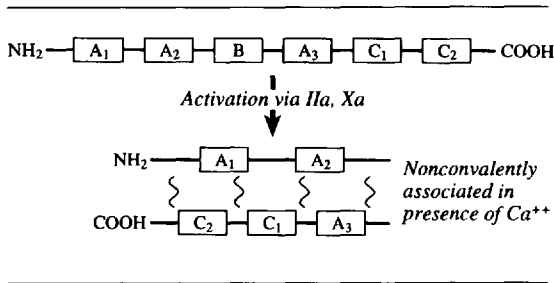 NH₂ A₁ A₂ B A₃ C₁ C₂ COOH
Activation via IIa, Xa
NH₂ A₁ A₂
Nonconvalently
associated in
presence of Ca⁺⁺
COOH C₂ C₁ A₃